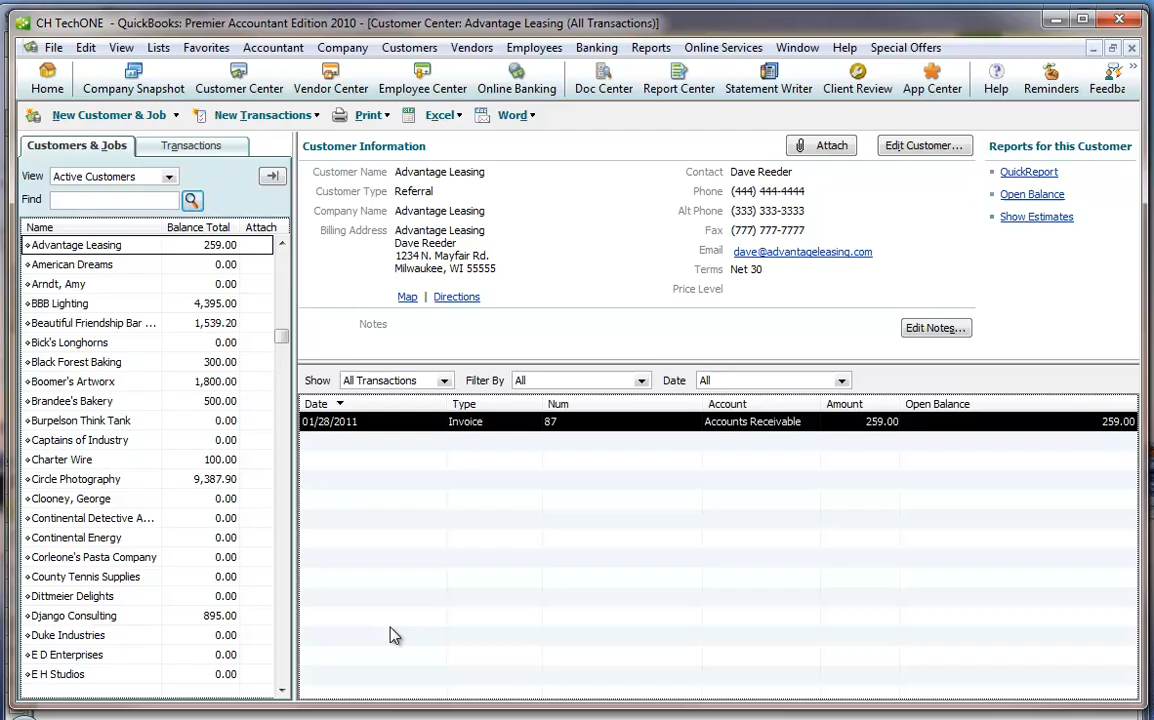 CH TechONE - QuickBooks: Premier Accountant Edition 2010 - [Customer Center: Advantage Leasing (All Transactions)]
File Edit View Lists Favorites Accountant Company Customers Vendors Employees Banking Reports Online Services Window Help Special Offers
Home Company Snapshot Customer Center Vendor Center Employee Center Online Banking Doc Center Report Center Statement Writer Client Review App Center Help Reminders Feedba
New Customer & Job New Transactions Print Excel Word
Customers & Jobs Transactions
View Active Customers
Find
Name Balance Total Attach
Advantage Leasing 259.00
American Dreams 0.00
Arndt, Amy 0.00
BBB Lighting 4,395.00
Beautiful Friendship Bar ... 1,539.20
Bick's Longhorns 0.00
Black Forest Baking 300.00
Boomer's Artworx 1,800.00
Brandee's Bakery 500.00
Burpelson Think Tank 0.00
Captains of Industry 0.00
Charter Wire 100.00
Circle Photography 9,387.90
Clooney, George 0.00
Continental Detective A... 0.00
Continental Energy 0.00
Corleone's Pasta Company 0.00
County Tennis Supplies 0.00
Dittmeier Delights 0.00
Django Consulting 895.00
Duke Industries 0.00
E D Enterprises 0.00
E H Studios 0.00
Customer Information
Attach Edit Customer...
Customer Name Advantage Leasing
Customer Type Referral
Company Name Advantage Leasing
Billing Address Advantage Leasing
Dave Reeder
1234 N. Mayfair Rd.
Milwaukee, WI 55555
Map | Directions
Contact Dave Reeder
Phone (444) 444-4444
Alt Phone (333) 333-3333
Fax (777) 777-7777
Email dave@advantageleasing.com
Terms Net 30
Price Level
Notes
Edit Notes...
Reports for this Customer
QuickReport
Open Balance
Show Estimates
Show All Transactions Filter By All Date All
Date Type Num Account Amount Open Balance
01/28/2011 Invoice 87 Accounts Receivable 259.00 259.00